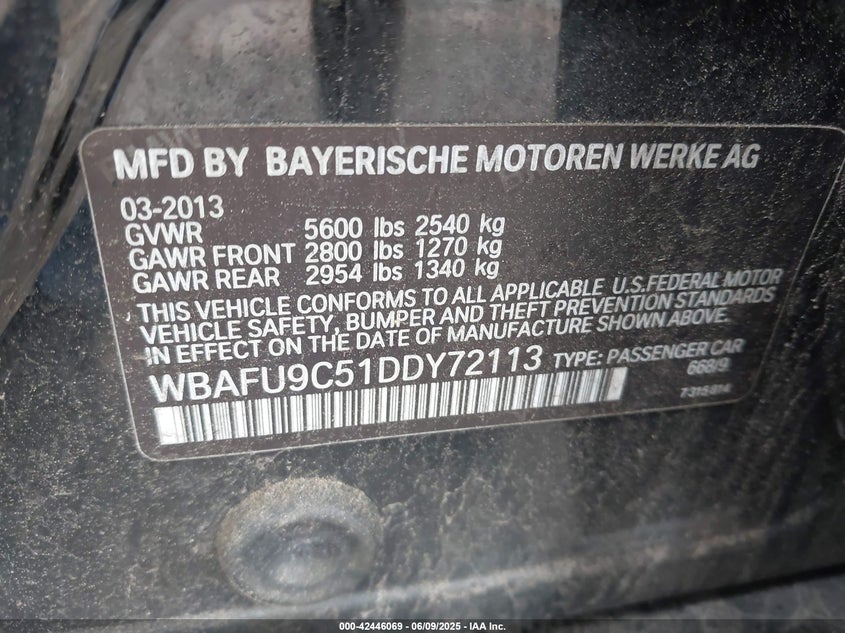 MFD BY BAYERISCHE MOTOREN WERKE AG
03-2013
GVWR 5600 lbs 2540 kg
GAWR FRONT 2800 lbs 1270 kg
GAWR REAR 2954 lbs 1340 kg
THIS VEHICLE CONFORMS TO ALL APPLICABLE U.S.FEDERAL MOTOR
VEHICLE SAFETY, BUMPER AND THEFT PREVENTION STANDARDS
IN EFFECT ON THE DATE OF MANUFACTURE SHOWN ABOVE.
WBAFU9C51DDY72113 TYPE: PASSENGER CAR
668/9
000-42446069 | 06/09/2025 - IAA Inc.